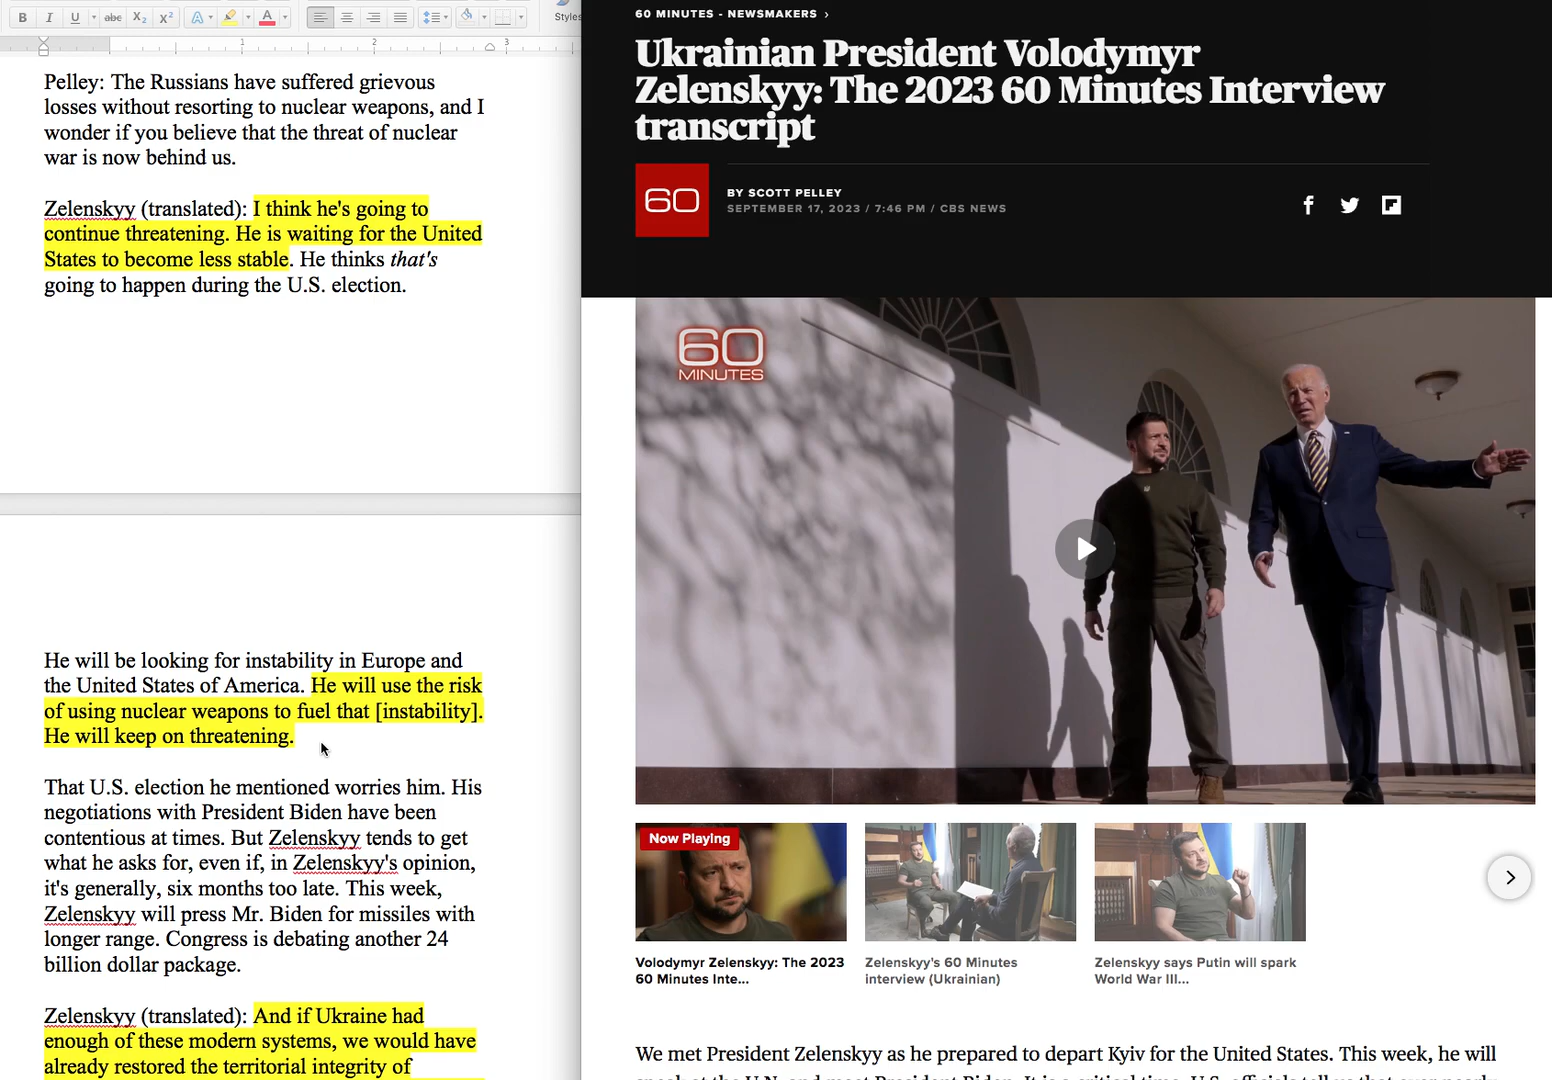 B I U abc X₂ X² A A
Styles
1 2 3
Pelley: The Russians have suffered grievous
losses without resorting to nuclear weapons, and I
wonder if you believe that the threat of nuclear
war is now behind us.
Zelenskyy (translated): I think he's going to
continue threatening. He is waiting for the United
States to become less stable. He thinks that's
going to happen during the U.S. election.
He will be looking for instability in Europe and
the United States of America. He will use the risk
of using nuclear weapons to fuel that [instability].
He will keep on threatening.
That U.S. election he mentioned worries him. His
negotiations with President Biden have been
contentious at times. But Zelenskyy tends to get
what he asks for, even if, in Zelenskyy's opinion,
it's generally, six months too late. This week,
Zelenskyy will press Mr. Biden for missiles with
longer range. Congress is debating another 24
billion dollar package.
Zelenskyy (translated): And if Ukraine had
enough of these modern systems, we would have
already restored the territorial integrity of
60 MINUTES - NEWSMAKERS ›
Ukrainian President Volodymyr
Zelenskyy: The 2023 60 Minutes Interview
transcript
60
BY SCOTT PELLEY
SEPTEMBER 17, 2023 / 7:46 PM / CBS NEWS
60
MINUTES
Now Playing
Volodymyr Zelenskyy: The 2023
60 Minutes Inte...
Zelenskyy's 60 Minutes
interview (Ukrainian)
Zelenskyy says Putin will spark
World War III...
We met President Zelenskyy as he prepared to depart Kyiv for the United States. This week, he will